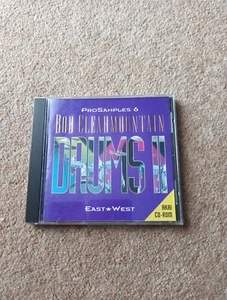 PROSAMPLES 6
BOB CLEARMOUNTAIN
DRUMS II
EAST★WEST
AKAI
CD-ROM